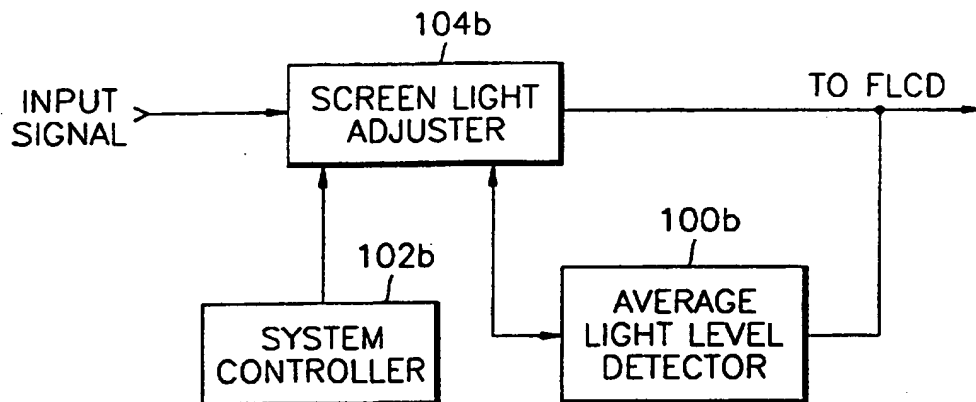 104b
INPUT
SIGNAL
SCREEN LIGHT
ADJUSTER
TO FLCD
102b
SYSTEM
CONTROLLER
100b
AVERAGE
LIGHT LEVEL
DETECTOR